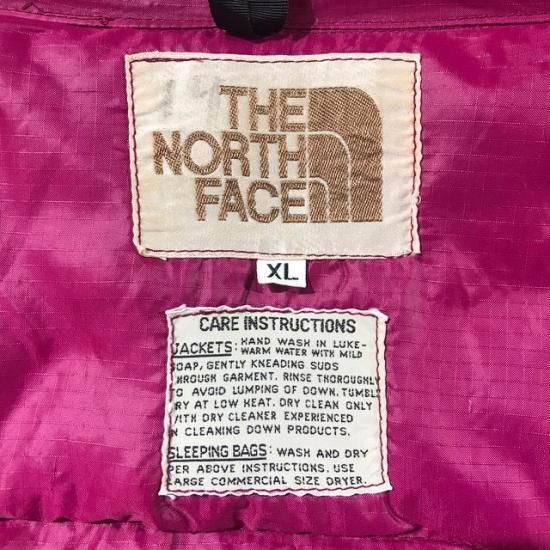 19
THE
NORTH
FACE
XL
CARE INSTRUCTIONS
JACKETS: HAND WASH IN LUKE-
WARM WATER WITH MILD
SOAP, GENTLY KNEADING SUDS
THROUGH GARMENT. RINSE THOROUGHLY
TO AVOID LUMPING OF DOWN. TUMBLE
DRY AT LOW HEAT. DRY CLEAN ONLY
WITH DRY CLEANER EXPERIENCED
IN CLEANING DOWN PRODUCTS.
SLEEPING BAGS: WASH AND DRY
PER ABOVE INSTRUCTIONS. USE
LARGE COMMERCIAL SIZE DRYER.